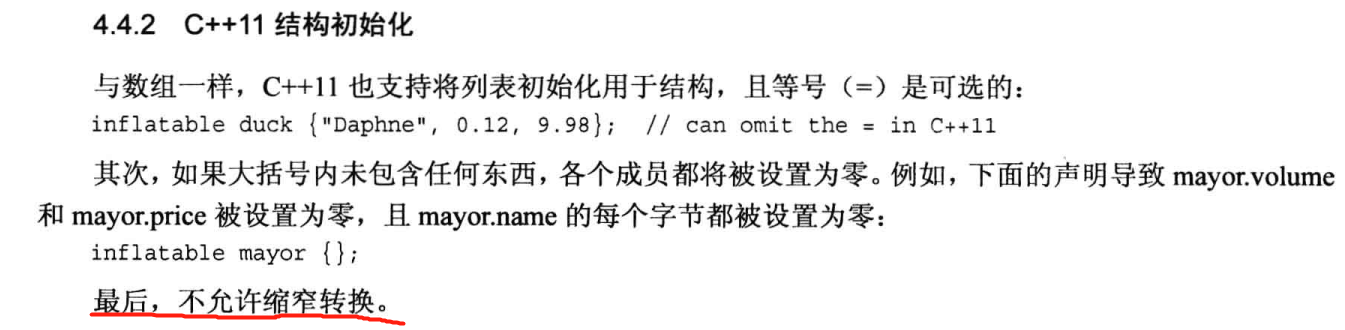 4.4.2 C++11 结构初始化
与数组一样，C++11 也支持将列表初始化用于结构，且等号（=）是可选的：
inflatable duck {"Daphne", 0.12, 9.98}; // can omit the = in C++11
其次，如果大括号内未包含任何东西，各个成员都将被设置为零。例如，下面的声明导致 mayor.volume
和 mayor.price 被设置为零，且 mayor.name 的每个字节都被设置为零：
inflatable mayor {};
最后，不允许缩窄转换。